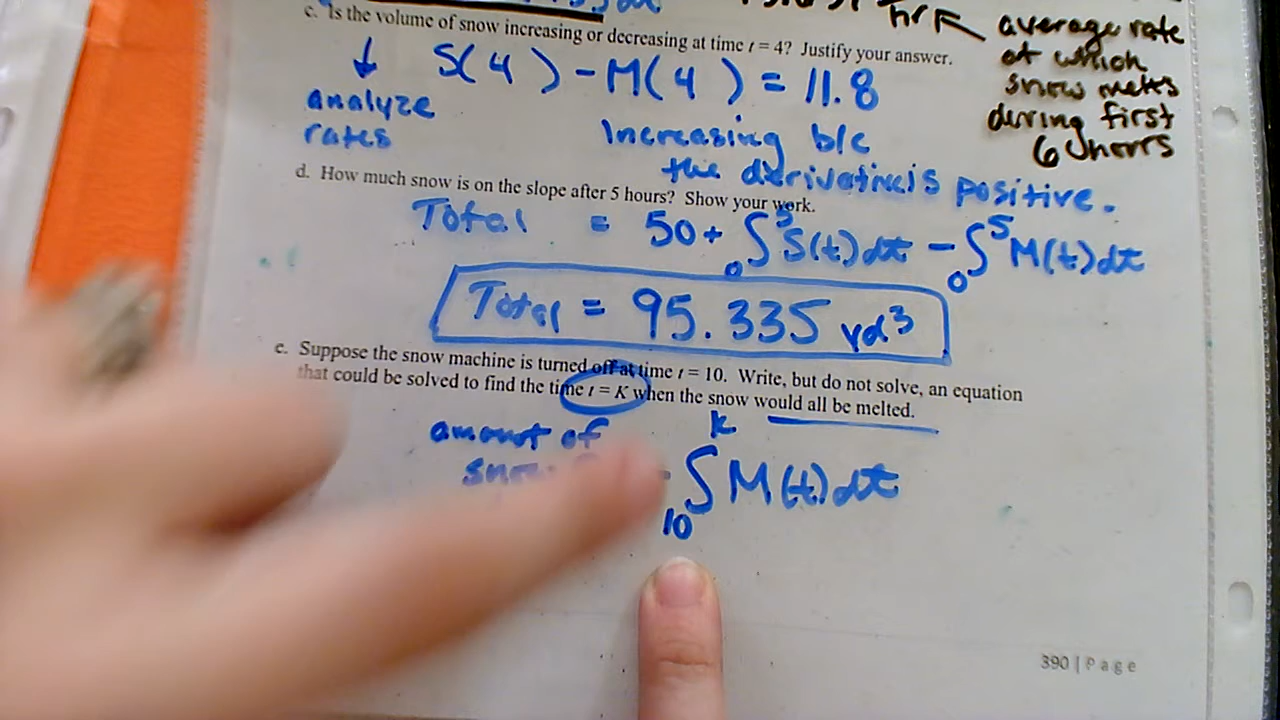 hr
average rate
at which
snow melts
during first
6 hours
c. Is the volume of snow increasing or decreasing at time t = 4? Justify your answer.
S(4) - M(4) = 11.8
analyze
rates
Increasing b/c
the derivative is positive.
d. How much snow is on the slope after 5 hours? Show your work.
Total = 50 + ∫₀⁵ S(t)dt - ∫₀⁵ M(t)dt
Total = 95.335 yd³
e. Suppose the snow machine is turned off at time t = 10. Write, but do not solve, an equation
that could be solved to find the time t = K when the snow would all be melted.
amount of
- ∫₁₀ᵏ M(t)dt
390 | Page